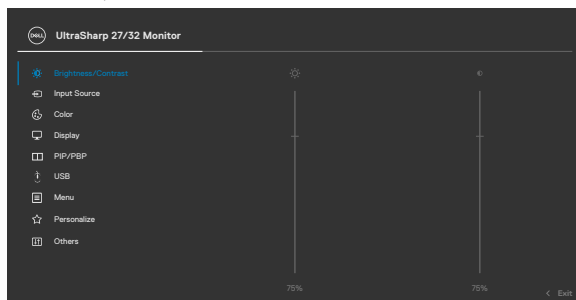 DELL
UltraSharp 27/32 Monitor
Brightness/Contrast
Input Source
Color
Display
PIP/PBP
USB
Menu
Personalize
Others
75% 75%
< Exit